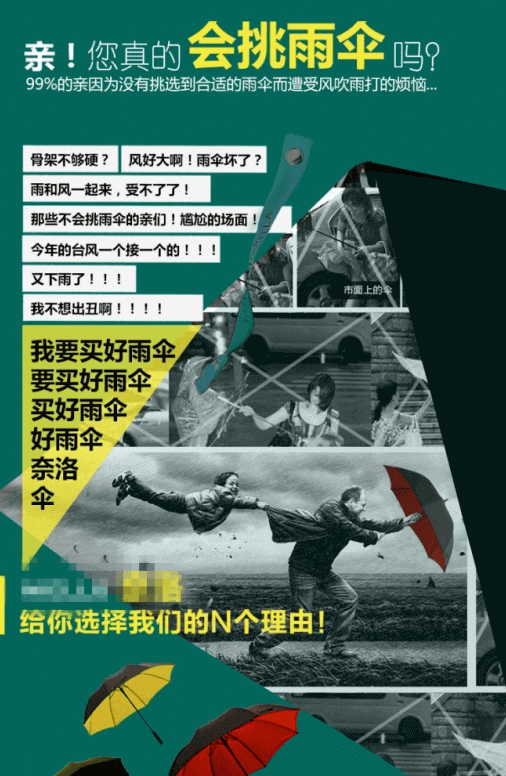 亲！您真的会挑雨伞吗？
99%的亲因为没有挑选到合适的雨伞而遭受风吹雨打的烦恼...
骨架不够硬？ 风好大啊！雨伞坏了？
雨和风一起来，受不了了！
那些不会挑雨伞的亲们！尴尬的场面！
今年的台风一个接一个的！！！
市面上的伞
又下雨了！！！
我不想出丑啊！！！！
我要买好雨伞
要买好雨伞
买好雨伞
好雨伞
奈洛
伞
给你选择我们的N个理由！